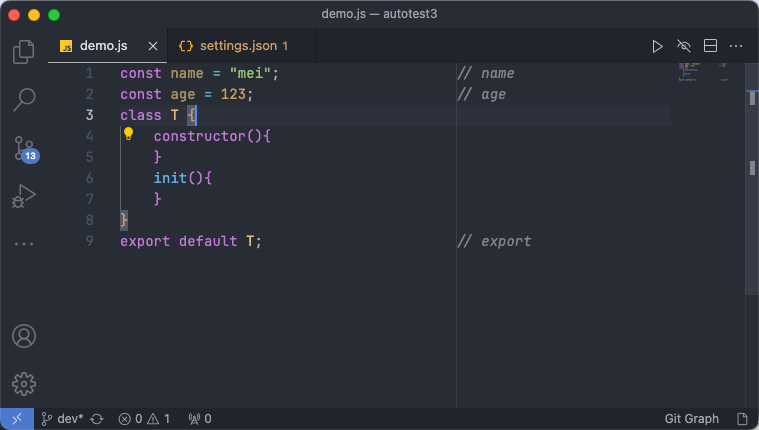 demo.js — autotest3
JS demo.js × {} settings.json 1
1 const name = "mei"; // name
2 const age = 123; // age
3 class T {
4 constructor(){
5 }
6 init(){
7 }
8 }
9 export default T; // export
13
dev* 0 1 0 Git Graph